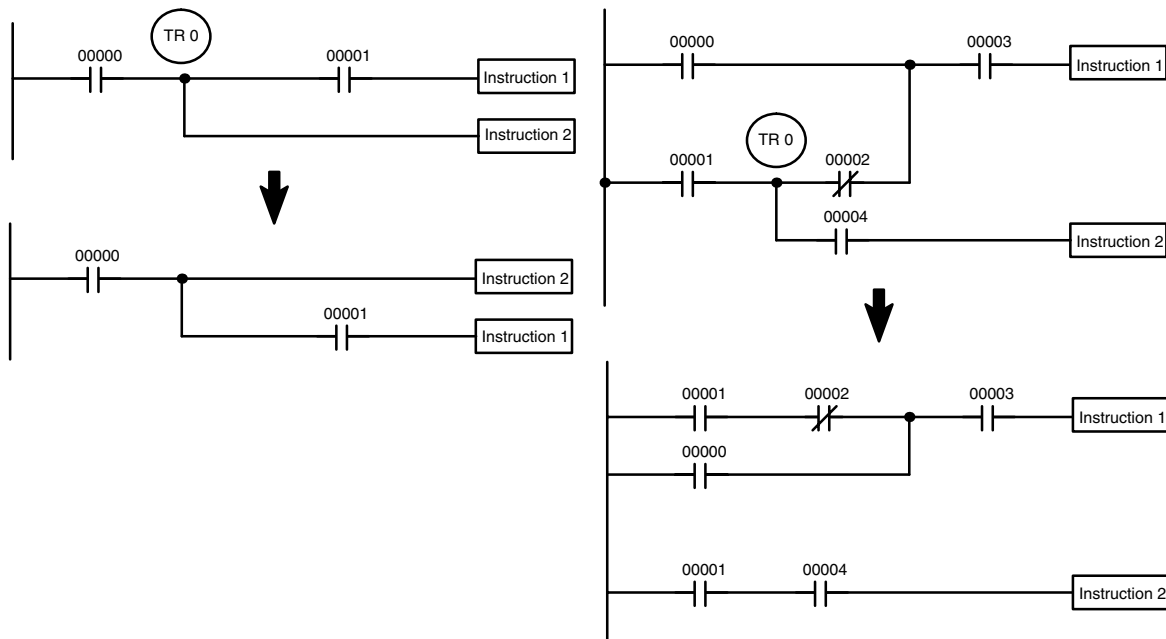 TR 0
00000
00001
Instruction 1
Instruction 2
00000
Instruction 2
00001
Instruction 1
00000
00003
Instruction 1
TR 0
00001
00002
00004
Instruction 2
00001
00002
00003
Instruction 1
00000
00001
00004
Instruction 2